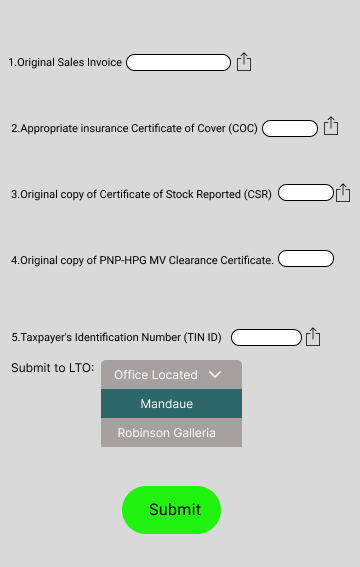 1.Original Sales Invoice
2.Appropriate insurance Certificate of Cover (COC)
3.Original copy of Certificate of Stock Reported (CSR)
4.Original copy of PNP-HPG MV Clearance Certificate.
5.Taxpayer's Identification Number (TIN ID)
Submit to LTO: Office Located
Mandaue
Robinson Galleria
Submit